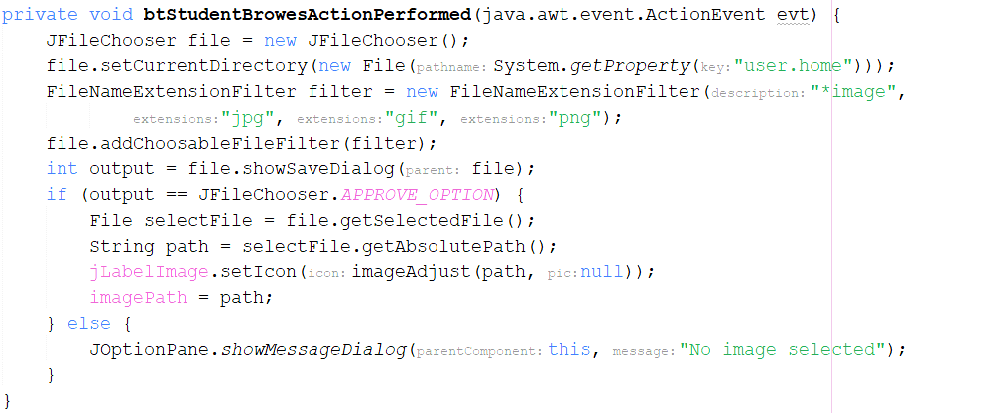 private void btStudentBrowesActionPerformed(java.awt.event.ActionEvent evt) {
    JFileChooser file = new JFileChooser();
    file.setCurrentDirectory(new File(pathname: System.getProperty(key:"user.home")));
    FileNameExtensionFilter filter = new FileNameExtensionFilter(description:"*image",
            extensions:"jpg", extensions:"gif", extensions:"png");
    file.addChoosableFileFilter(filter);
    int output = file.showSaveDialog(parent: file);
    if (output == JFileChooser.APPROVE_OPTION) {
        File selectFile = file.getSelectedFile();
        String path = selectFile.getAbsolutePath();
        jLabelImage.setIcon(icon:imageAdjust(path, pic:null));
        imagePath = path;
    } else {
        JOptionPane.showMessageDialog(parentComponent:this, message:"No image selected");
    }
}